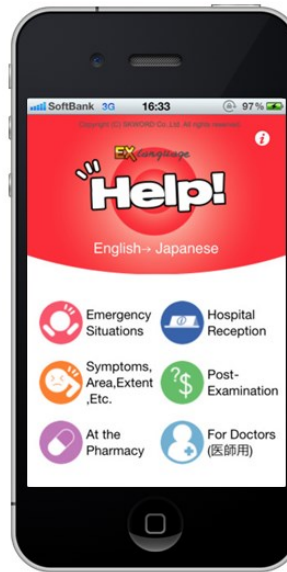 SoftBank 3G 16:33 97%
Copyright (C) SKWORD Co., Ltd. All rights reserved.
EX Language
Help!
English→ Japanese
Emergency
Situations
Hospital
Reception
Symptoms,
Area,Extent
,Etc.
Post-
Examination
At the
Pharmacy
For Doctors
(医師用)